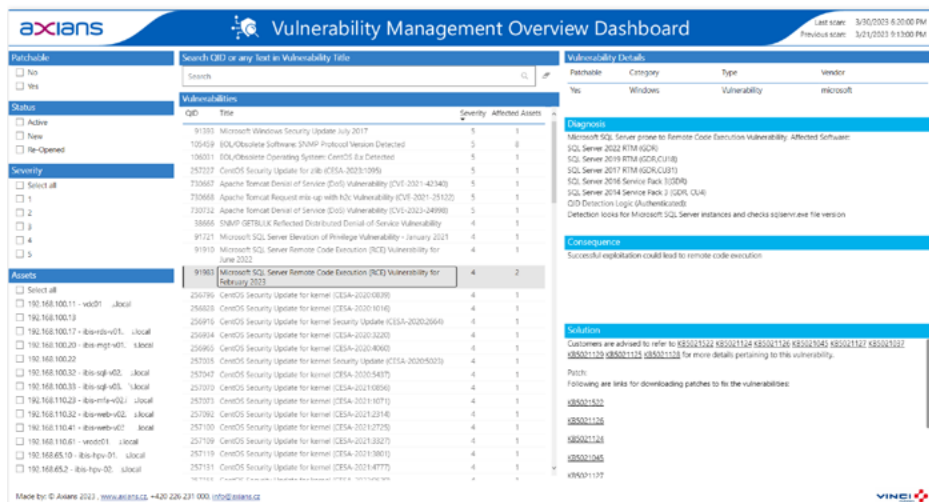 axians
Vulnerability Management Overview Dashboard
Last scan: 3/30/2023 6:20:00 PM
Previous scan: 3/21/2023 9:13:00 PM
Patchable
No
Yes
Status
Active
New
Re-Opened
Severity
Select all
1
2
3
4
5
Assets
Select all
192.168.100.11 - vdc01 .local
192.168.100.13
192.168.100.17 - ibis-rds-v01. .local
192.168.100.20 - ibis-mgt-v01. .local
192.168.100.22
192.168.100.32 - ibis-sql-v02. .local
192.168.100.33 - ibis-sql-v03. .local
192.168.110.23 - ibis-mfa-v02. .local
192.168.110.32 - ibis-web-v02. .local
192.168.110.41 - ibis-web-v02 .local
192.168.110.61 - vrodc01. .local
192.168.65.10 - ibis-hpv-01. .local
192.168.65.2 - ibis-hpv-02. .local
Search QID or any Text in Vulnerability Title
Search
Vulnerabilities
QID Title Severity Affected Assets
91393 Microsoft Windows Security Update July 2017 5 1
105459 EOL/Obsolete Software: SNMP Protocol Version Detected 5 8
106031 EOL/Obsolete Operating System: CentOS 8.x Detected 5 1
257227 CentOS Security Update for zlib (CESA-2023:1095) 5 1
730667 Apache Tomcat Denial of Service (DoS) Vulnerability (CVE-2021-42340) 5 1
730668 Apache Tomcat Request mix-up with h2c Vulnerability (CVE-2021-25122) 5 1
730732 Apache Tomcat Denial of Service (DoS) Vulnerability (CVE-2023-24998) 5 1
38666 SNMP GETBULK Reflected Distributed Denial-of-Service Vulnerability 4 1
91721 Microsoft SQL Server Elevation of Privilege Vulnerability - January 2021 4 1
91910 Microsoft SQL Server Remote Code Execution (RCE) Vulnerability for 4 1
June 2022
91983 Microsoft SQL Server Remote Code Execution (RCE) Vulnerability for 4 2
February 2023
256796 CentOS Security Update for kernel (CESA-2020:0839) 4 1
256828 CentOS Security Update for kernel (CESA-2020:1016) 4 1
256916 CentOS Security Update for kernel Security Update (CESA-2020:2664) 4 1
256934 CentOS Security Update for kernel (CESA-2020:3220) 4 1
256965 CentOS Security Update for kernel (CESA-2020:4060) 4 1
257035 CentOS Security Update for kernel Security Update (CESA-2020:5023) 4 1
257047 CentOS Security Update for kernel (CESA-2020:5437) 4 1
257070 CentOS Security Update for kernel (CESA-2021:0856) 4 1
257073 CentOS Security Update for kernel (CESA-2021:1071) 4 1
257092 CentOS Security Update for kernel (CESA-2021:2314) 4 1
257100 CentOS Security Update for kernel (CESA-2021:2725) 4 1
257109 CentOS Security Update for kernel (CESA-2021:3327) 4 1
257119 CentOS Security Update for kernel (CESA-2021:3801) 4 1
257131 CentOS Security Update for kernel (CESA-2021:4777) 4 1
Vulnerability Details
Patchable Category Type Vendor
Yes Windows Vulnerability microsoft
Diagnosis
Microsoft SQL Server prone to Remote Code Execution Vulnerability. Affected Software:
SQL Server 2022 RTM (GDR)
SQL Server 2019 RTM (GDR,CU18)
SQL Server 2017 RTM (GDR,CU31)
SQL Server 2016 Service Pack 3(GDR)
SQL Server 2014 Service Pack 3 (GDR, CU4)
QID Detection Logic (Authenticated):
Detection looks for Microsoft SQL Server instances and checks sqlservr.exe file version
Consequence
Successful exploitation could lead to remote code execution
Solution
Customers are advised to refer to KB5021522 KB5021124 KB5021126 KB5021045 KB5021127 KB5021037
KB5021129 KB5021125 KB5021128 for more details pertaining to this vulnerability.
Patch:
Following are links for downloading patches to fix the vulnerabilities:
KB5021522
KB5021126
KB5021124
KB5021045
KB5021127
Made by: © Axians 2023 , www.axians.cz, +420 226 231 000, info@axians.cz
VINCI